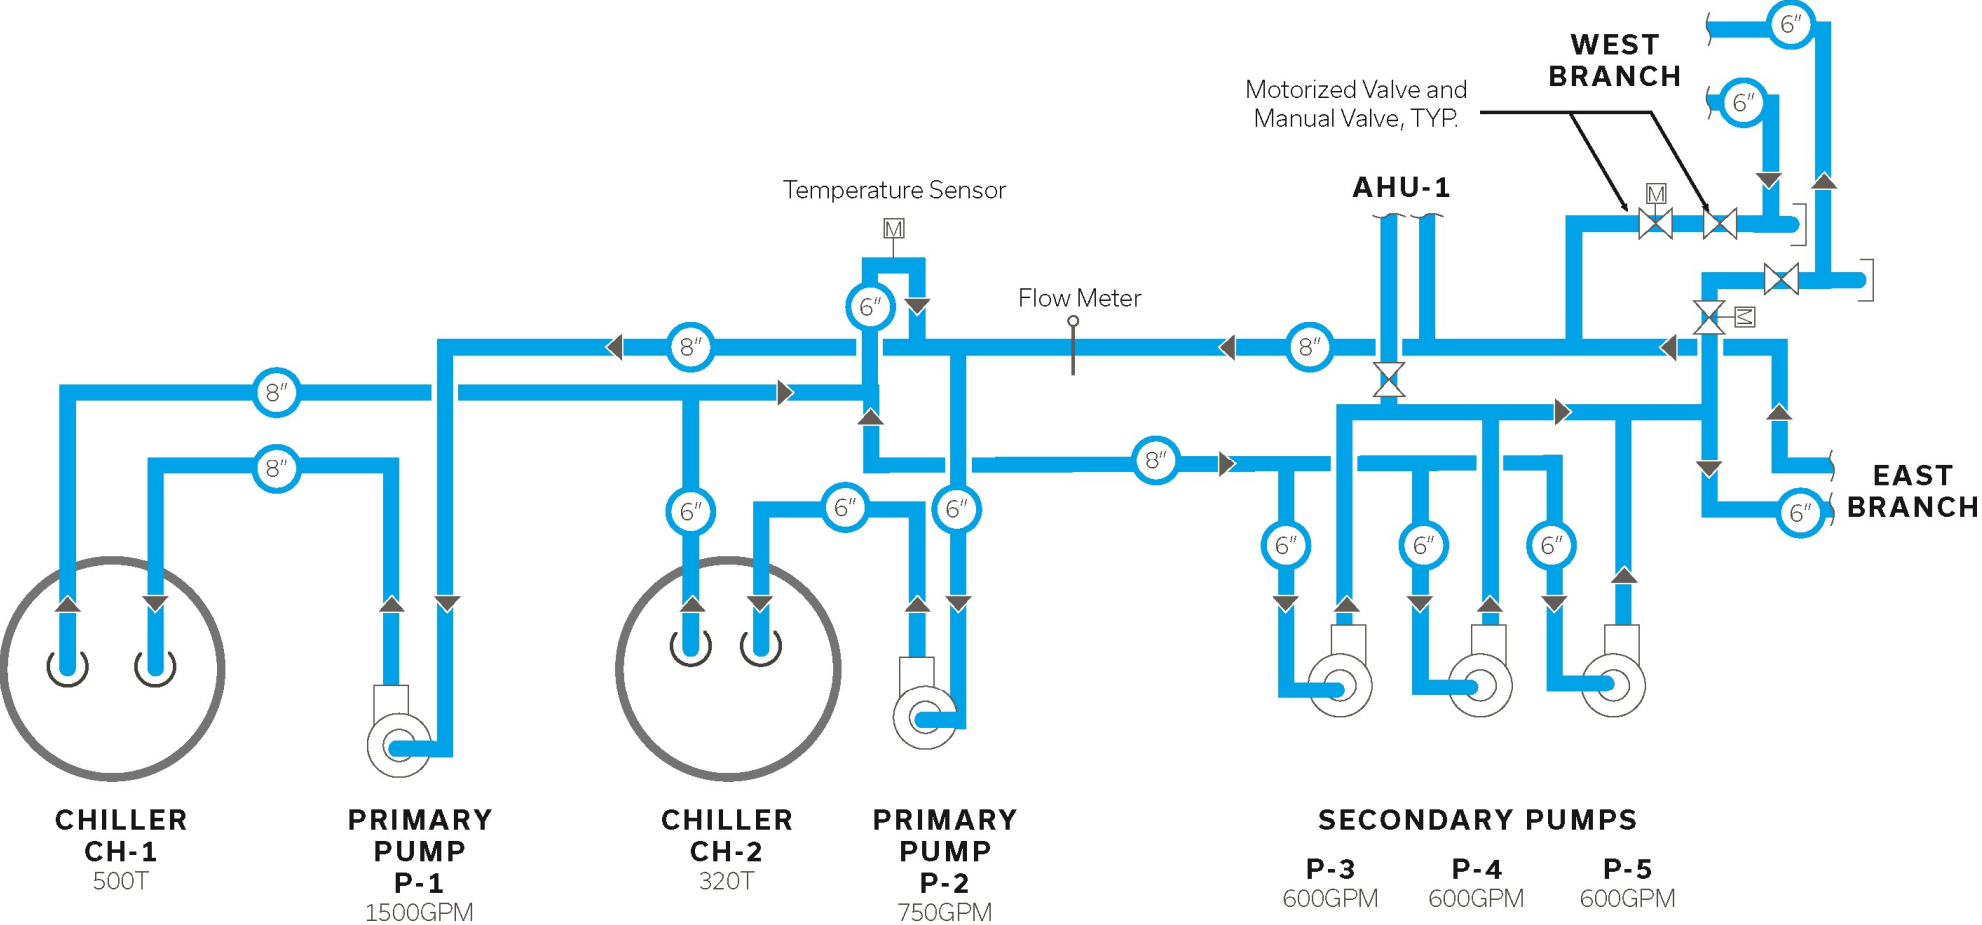 6"
WEST
BRANCH
Motorized Valve and
Manual Valve, TYP.
6"
AHU-1
M
Temperature Sensor
M
6"
Flow Meter
M
8"
8"
8"
8"
8"
EAST
BRANCH
6"
6"
6"
6"
6"
6"
6"
CHILLER
CH-1
500T
PRIMARY
PUMP
P-1
1500GPM
CHILLER
CH-2
320T
PRIMARY
PUMP
P-2
750GPM
SECONDARY PUMPS
P-3
600GPM
P-4
600GPM
P-5
600GPM